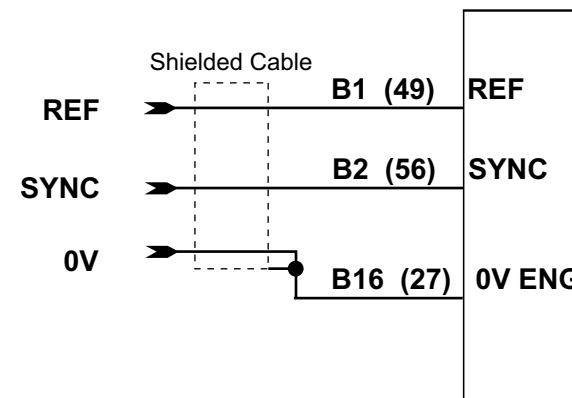 Shielded Cable
REF B1 (49) REF
SYNC B2 (56) SYNC
0V B16 (27) 0V ENG